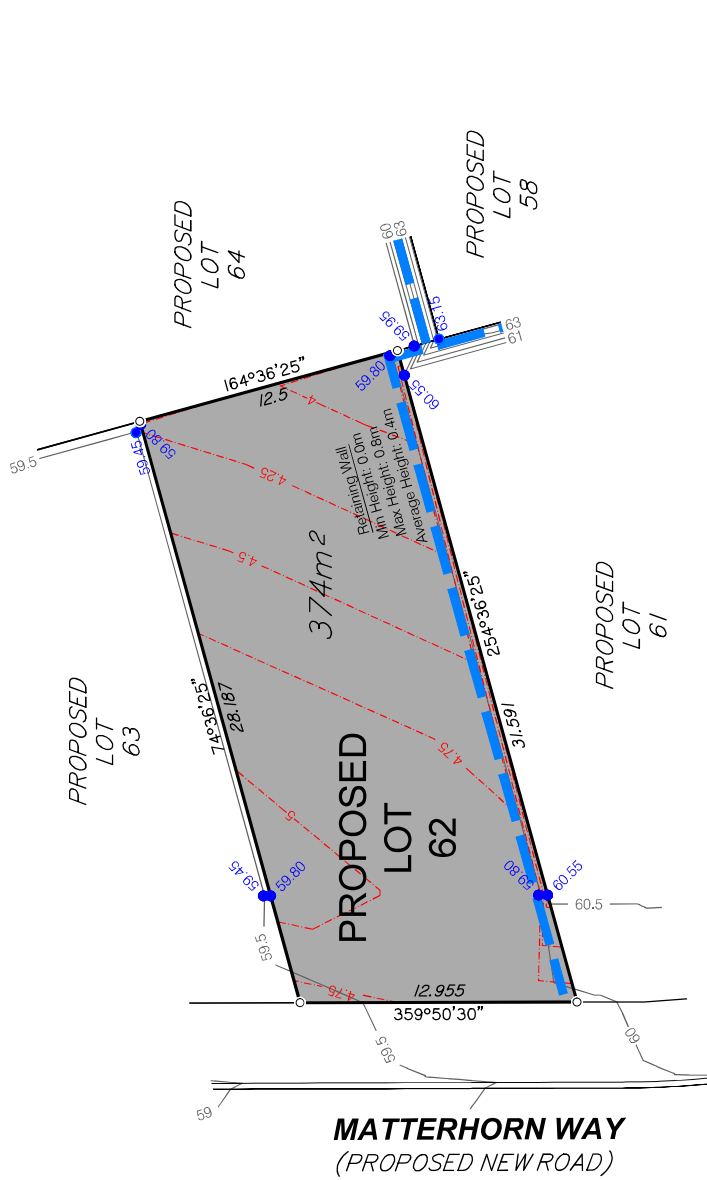 PROPOSED
LOT
58
PROPOSED
LOT
64
60
63
63.75
59.95
63
61
59.80
60.55
164°36'25"
12.5
4
59.5
59.45
59.80
4.25
Retaining Wall
Min Height: 0.0m
Max Height: 0.8m
Average Height: 0.4m
4.5
374m2
PROPOSED
LOT
61
254°36'25"
31.591
PROPOSED
LOT
63
74°36'25"
28.187
4.75
5
PROPOSED
LOT
62
59.45
59.80
59.80
60.55
60.5
59.5
4.75
12.955
359°50'30"
59.5
60
59
MATTERHORN WAY
(PROPOSED NEW ROAD)